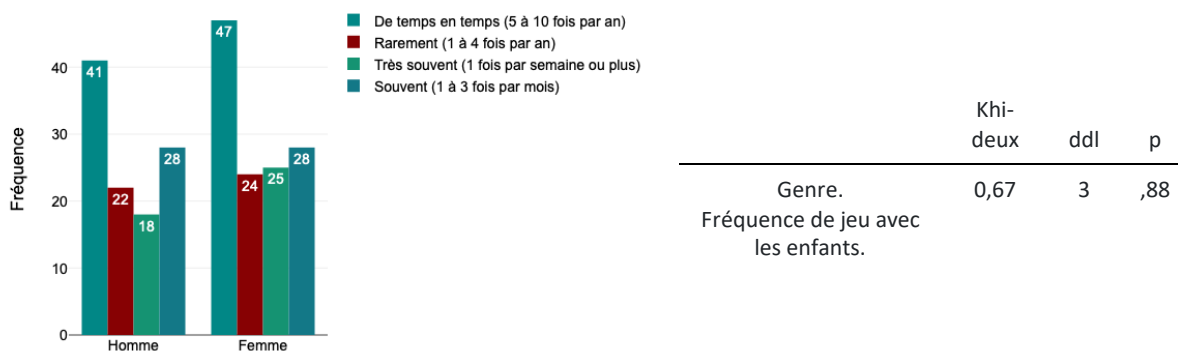 De temps en temps (5 à 10 fois par an)
Rarement (1 à 4 fois par an)
Très souvent (1 fois par semaine ou plus)
Souvent (1 à 3 fois par mois)
Fréquence
40
30
20
10
0
41
22
18
28
47
24
25
28
Homme
Femme
Khi-
deux ddl p
Genre. 0,67 3 ,88
Fréquence de jeu avec
les enfants.